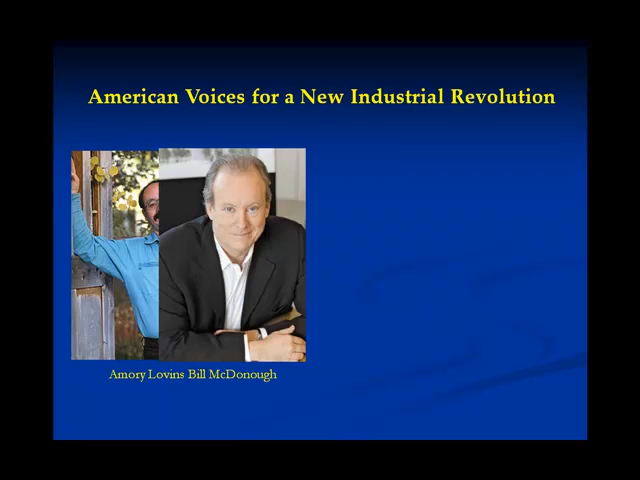 American Voices for a New Industrial Revolution
Amory Lovins Bill McDonough